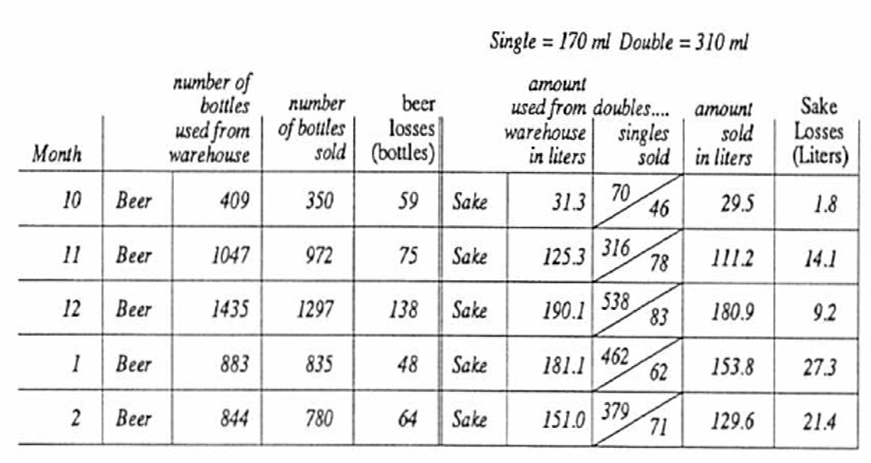 Single = 170 ml Double = 310 ml
number of bottles used from warehouse
number of bottles sold
beer losses (bottles)
amount used from warehouse in liters
doubles.... singles sold
amount sold in liters
Sake Losses (Liters)
Month
10 Beer 409 350 59 Sake 31.3 70 46 29.5 1.8
11 Beer 1047 972 75 Sake 125.3 316 78 111.2 14.1
12 Beer 1435 1297 138 Sake 190.1 538 83 180.9 9.2
1 Beer 883 835 48 Sake 181.1 462 62 153.8 27.3
2 Beer 844 780 64 Sake 151.0 379 71 129.6 21.4